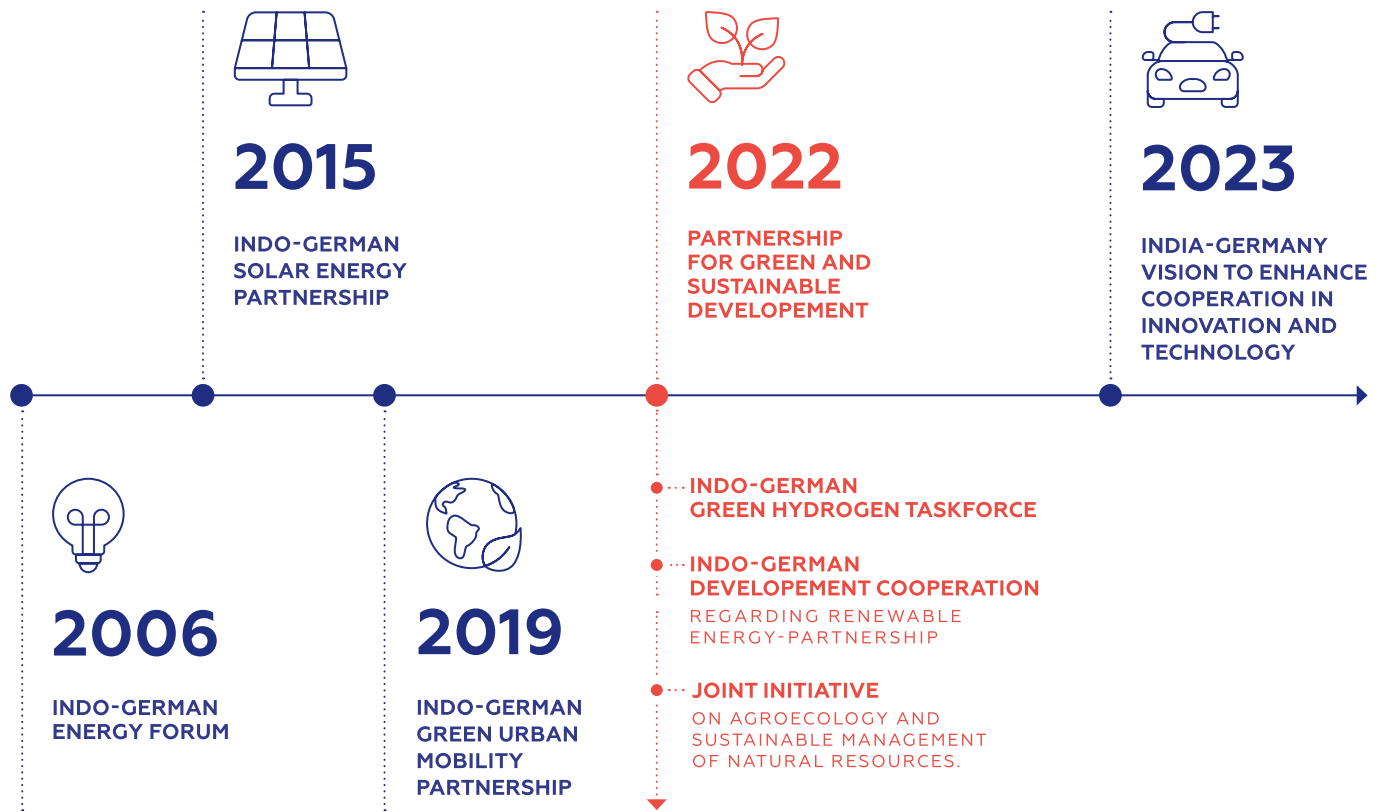 2015
INDO-GERMAN
SOLAR ENERGY
PARTNERSHIP
2022
PARTNERSHIP
FOR GREEN AND
SUSTAINABLE
DEVELOPEMENT
2023
INDIA-GERMANY
VISION TO ENHANCE
COOPERATION IN
INNOVATION AND
TECHNOLOGY
2006
INDO-GERMAN
ENERGY FORUM
2019
INDO-GERMAN
GREEN URBAN
MOBILITY
PARTNERSHIP
INDO-GERMAN
GREEN HYDROGEN TASKFORCE
INDO-GERMAN
DEVELOPEMENT COOPERATION
REGARDING RENEWABLE
ENERGY-PARTNERSHIP
JOINT INITIATIVE
ON AGROECOLOGY AND
SUSTAINABLE MANAGEMENT
OF NATURAL RESOURCES.